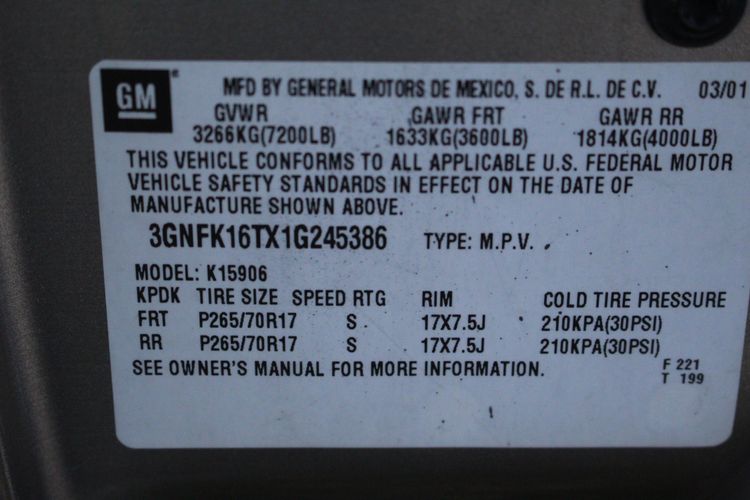 GM MFD BY GENERAL MOTORS DE MEXICO, S. DE R.L. DE C.V. 03/01
GVWR GAWR FRT GAWR RR
3266KG(7200LB) 1633KG(3600LB) 1814KG(4000LB)
THIS VEHICLE CONFORMS TO ALL APPLICABLE U.S. FEDERAL MOTOR
VEHICLE SAFETY STANDARDS IN EFFECT ON THE DATE OF
MANUFACTURE SHOWN ABOVE.
3GNFK16TX1G245386 TYPE: M.P.V.
MODEL: K15906
KPDK TIRE SIZE SPEED RTG RIM COLD TIRE PRESSURE
FRT P265/70R17 S 17X7.5J 210KPA(30PSI)
RR P265/70R17 S 17X7.5J 210KPA(30PSI)
SEE OWNER'S MANUAL FOR MORE INFORMATION. F 221
T 199